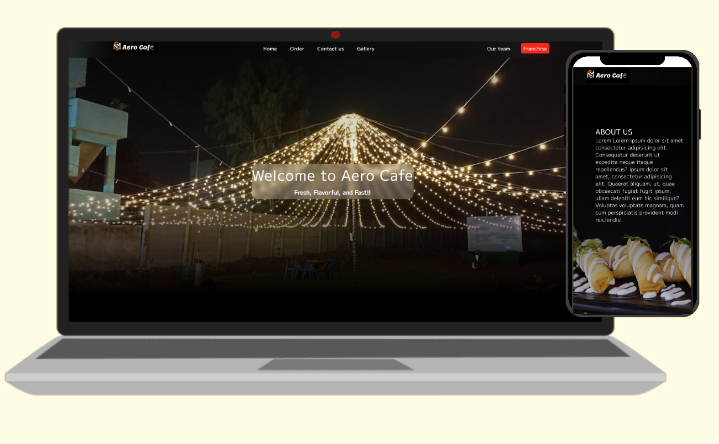 Aero Cafe
Home Order Contact us Gallery Our team Franchise
Welcome to Aero Cafe
Fresh, Flavorful, and Fast!!
Aero Cafe
ABOUT US
Lorem Lorem ipsum dolor sit amet
consectetur adipisicing elit.
Consequatur deserunt ut
expedita neque itaque
repellendus? Ipsum dolor sit
amet, consectetur adipisicing
elit. Quaerat aliquam, ut, quae
obcaecati fugiat fugit ipsum,
ullam deleniti eum hic similique?
Voluptas voluptate magnam, quam
cum perspiciatis provident modi
reiciendis.